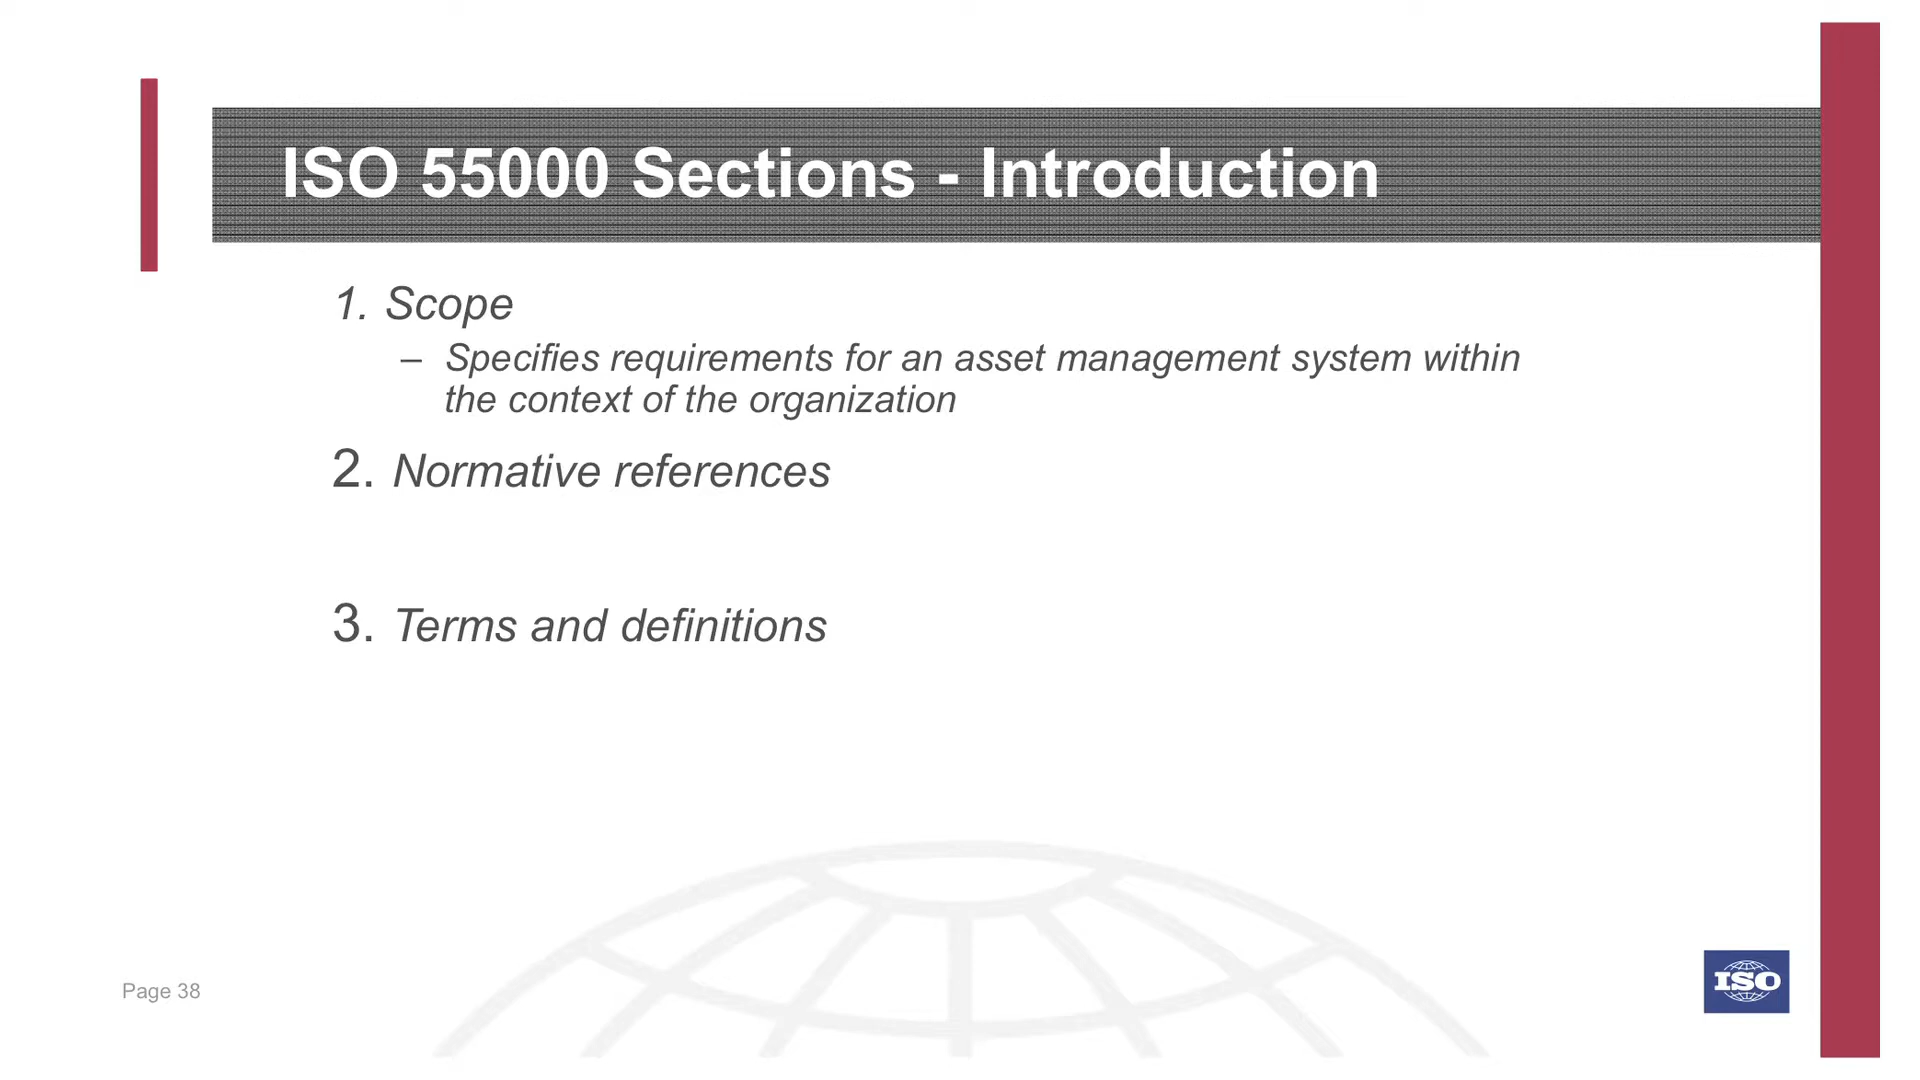 ISO 55000 Sections - Introduction
1. Scope
– Specifies requirements for an asset management system within
the context of the organization
2. Normative references
3. Terms and definitions
Page 38
ISO